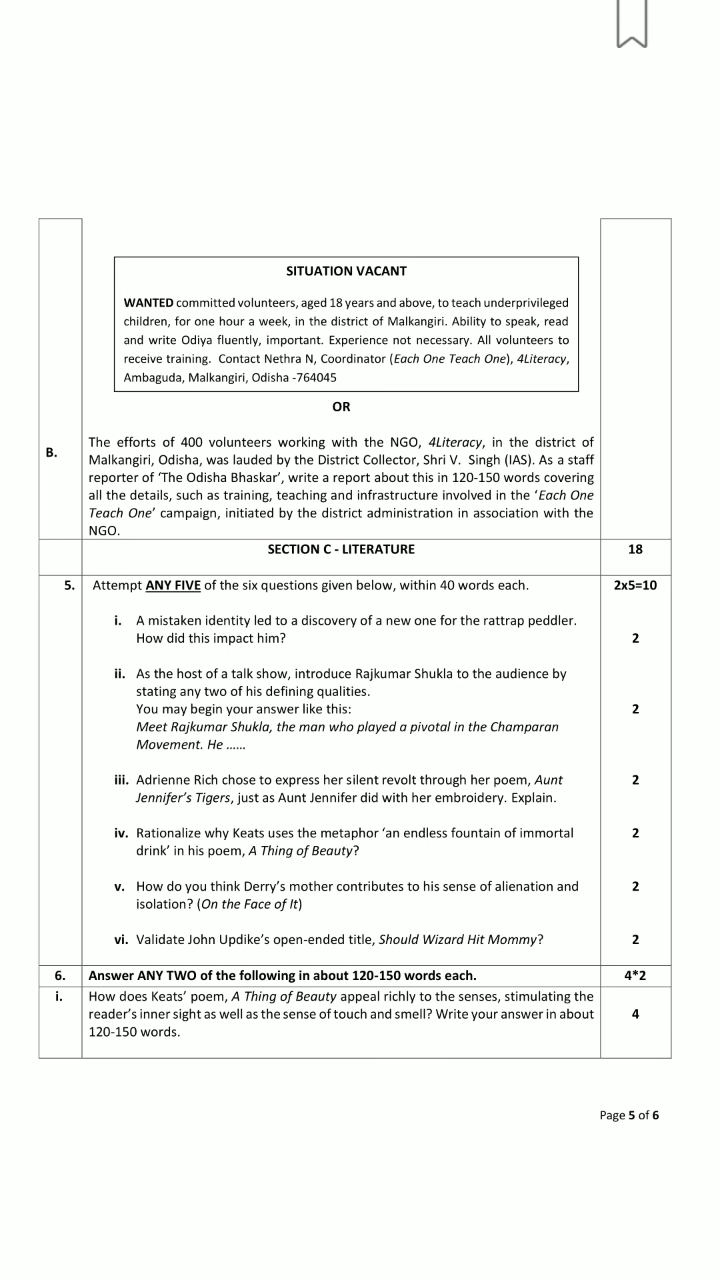 SITUATION VACANT
WANTED committed volunteers, aged 18 years and above, to teach underprivileged
children, for one hour a week, in the district of Malkangiri. Ability to speak, read
and write Odiya fluently, important. Experience not necessary. All volunteers to
receive training. Contact Nethra N, Coordinator (Each One Teach One), 4Literacy,
Ambaguda, Malkangiri, Odisha -764045
OR
B.
The efforts of 400 volunteers working with the NGO, 4Literacy, in the district of
Malkangiri, Odisha, was lauded by the District Collector, Shri V. Singh (IAS). As a staff
reporter of ‘The Odisha Bhaskar’, write a report about this in 120-150 words covering
all the details, such as training, teaching and infrastructure involved in the ‘Each One
Teach One’ campaign, initiated by the district administration in association with the
NGO.
SECTION C - LITERATURE 18
5. Attempt ANY FIVE of the six questions given below, within 40 words each. 2x5=10
i. A mistaken identity led to a discovery of a new one for the rattrap peddler.
How did this impact him? 2
ii. As the host of a talk show, introduce Rajkumar Shukla to the audience by
stating any two of his defining qualities.
You may begin your answer like this: 2
Meet Rajkumar Shukla, the man who played a pivotal in the Champaran
Movement. He ......
iii. Adrienne Rich chose to express her silent revolt through her poem, Aunt 2
Jennifer’s Tigers, just as Aunt Jennifer did with her embroidery. Explain.
iv. Rationalize why Keats uses the metaphor ‘an endless fountain of immortal 2
drink’ in his poem, A Thing of Beauty?
v. How do you think Derry’s mother contributes to his sense of alienation and 2
isolation? (On the Face of It)
vi. Validate John Updike’s open-ended title, Should Wizard Hit Mommy? 2
6. Answer ANY TWO of the following in about 120-150 words each. 4*2
i. How does Keats’ poem, A Thing of Beauty appeal richly to the senses, stimulating the
reader’s inner sight as well as the sense of touch and smell? Write your answer in about 4
120-150 words.
Page 5 of 6